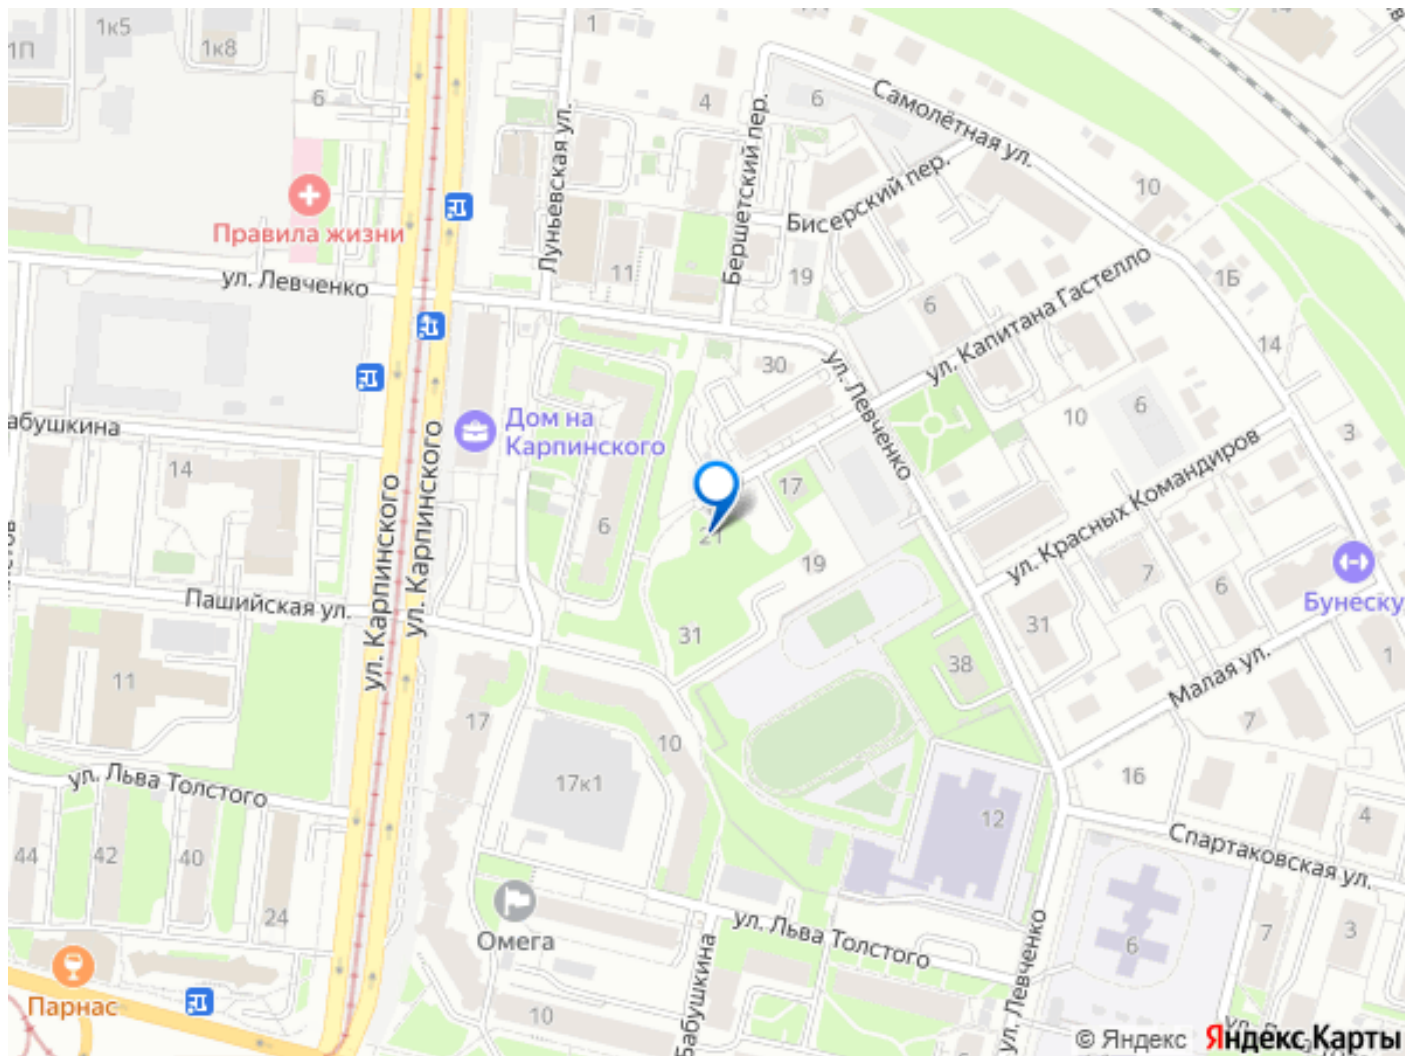 1к5
1П
1к8
6
1
4
6
Самолётная ул.
Луньевская ул.
Бершетский пер.
Бисерский пер.
10
Правила жизни
ул. Левченко
11
19
6
1Б
ул. Капитана Гастелло
14
30
ул. Левченко
10
6
3
абушкина
Дом на
Карпинского
14
ул. Карпинского
ул. Карпинского
6
17
21
19
ул. Красных Командиров
7
6
Бунеску
Пашийская ул.
31
31
38
1
Малая ул.
11
17
10
7
17к1
16
ул. Льва Толстого
12
4
Спартаковская ул.
44
42
40
24
Омега
ул. Льва Толстого
ул. Левченко
6
7
3
Парнас
10
Бабушкина
© Яндекс Яндекс Карты